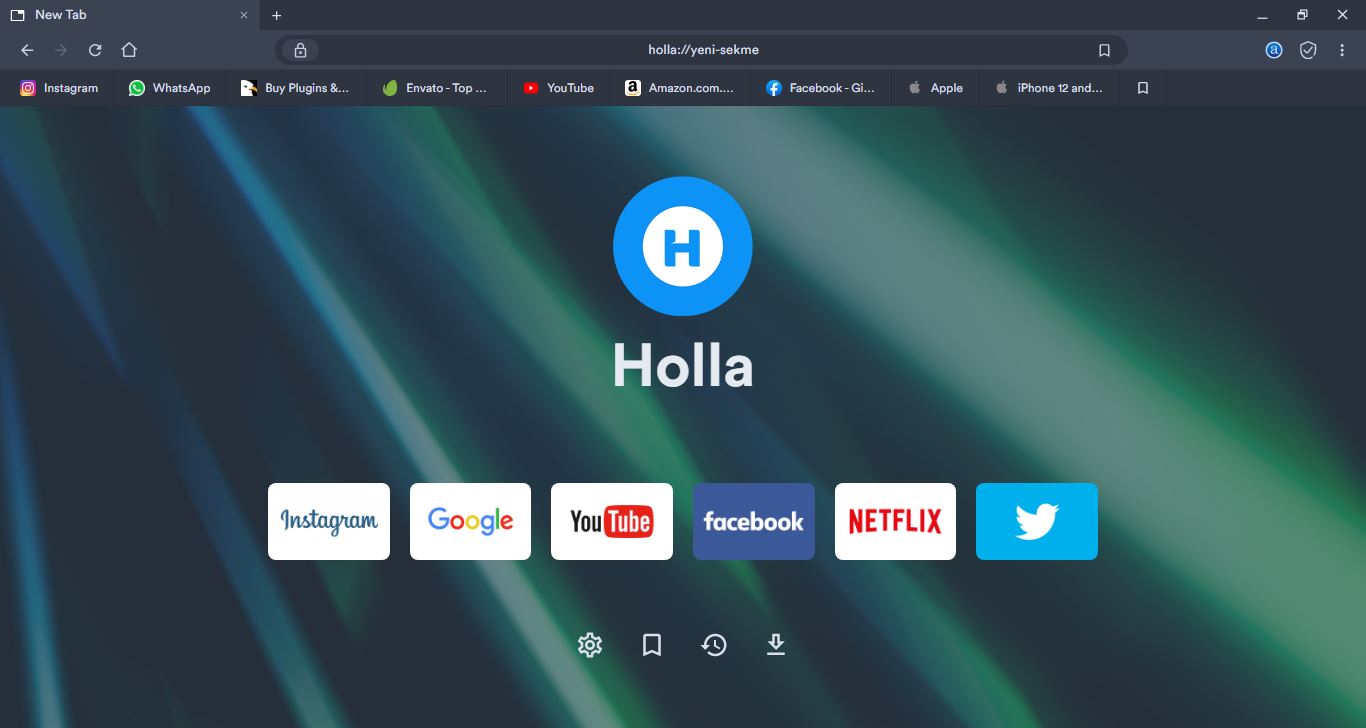 New Tab
holla://yeni-sekme
Instagram WhatsApp Buy Plugins &... Envato - Top ... YouTube Amazon.com.... Facebook - Gi... Apple iPhone 12 and...
H
Holla
Instagram Google YouTube facebook NETFLIX